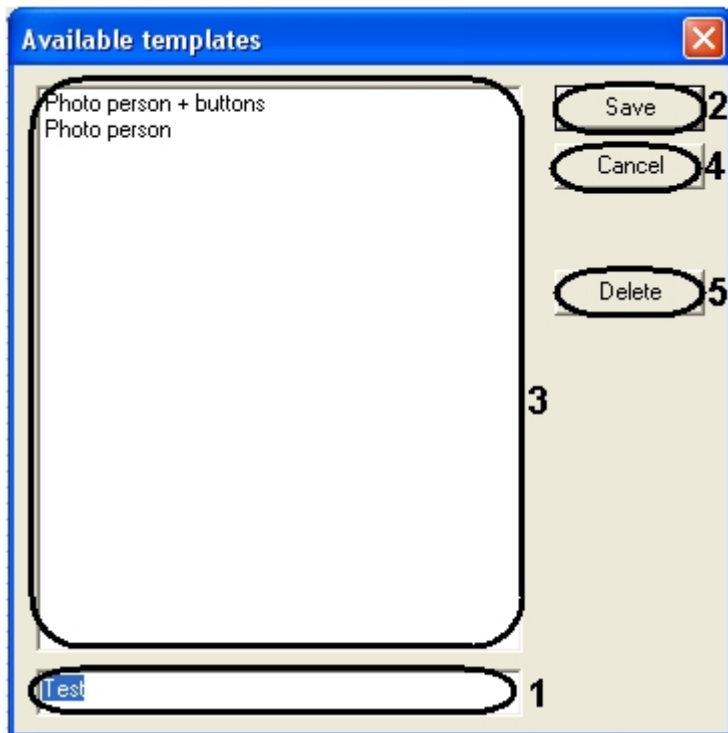 Available templates
Photo person + buttons
Photo person
Save 2
Cancel 4
Delete 5
3
Test 1